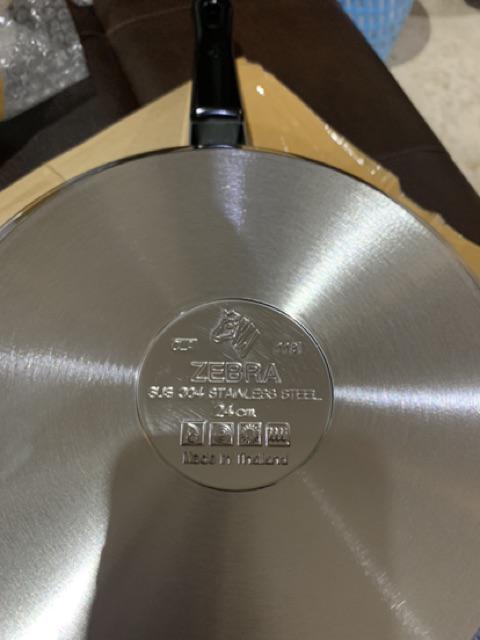 ZEBRA
SUS 304 STAINLESS STEEL
24cm
Made in Thailand